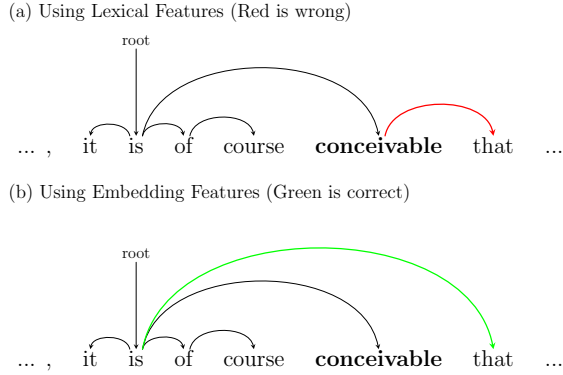 (a) Using Lexical Features (Red is wrong)
root
... , it is of course conceivable that ...
(b) Using Embedding Features (Green is correct)
root
... , it is of course conceivable that ...